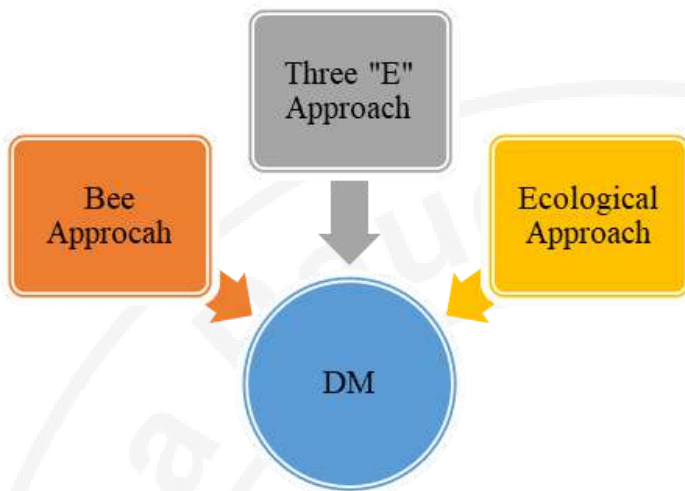 Three "E"
Approach
Bee
Approcah
Ecological
Approach
DM